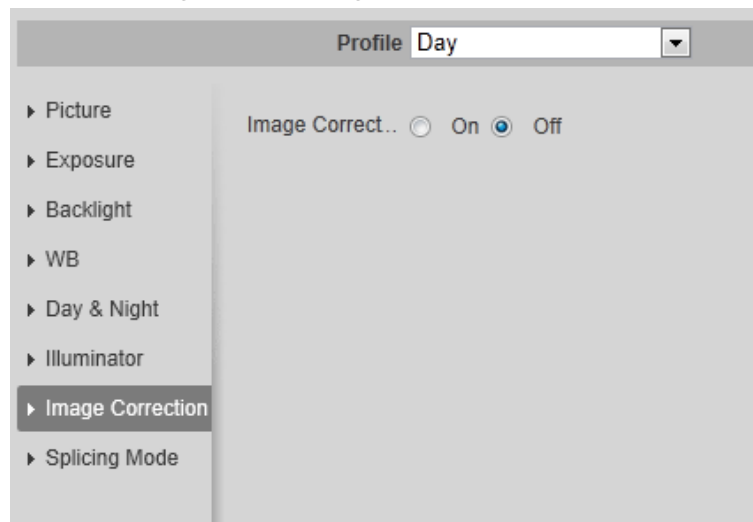 Profile Day
Picture
Image Correct.. On Off
Exposure
Backlight
WB
Day & Night
Illuminator
Image Correction
Splicing Mode